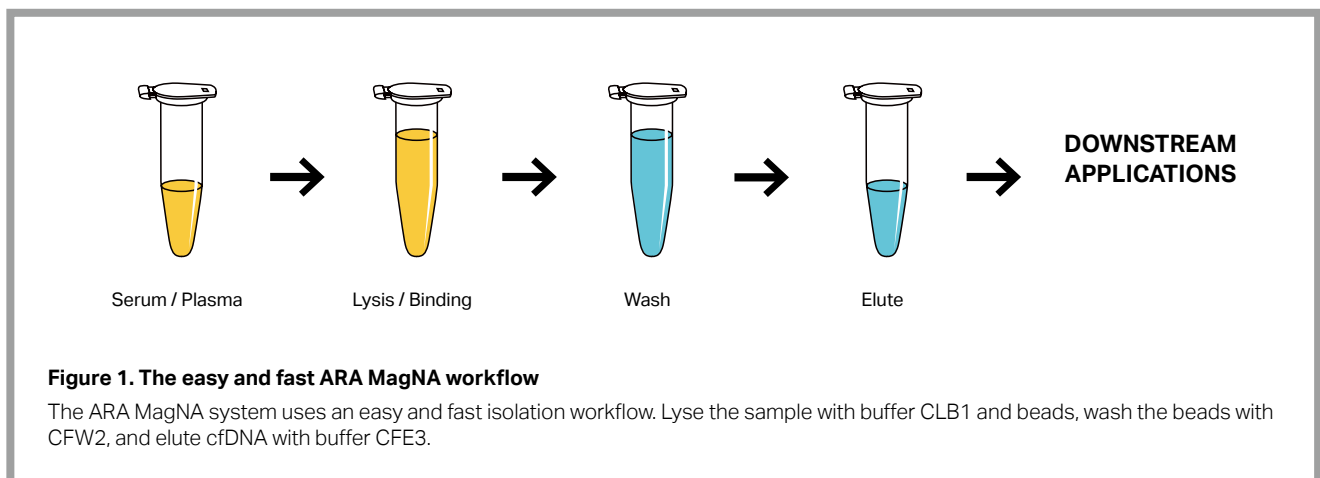 DOWNSTREAM
APPLICATIONS
Serum / Plasma
Lysis / Binding
Wash
Elute
Figure 1. The easy and fast ARA MagNA workflow
The ARA MagNA system uses an easy and fast isolation workflow. Lyse the sample with buffer CLB1 and beads, wash the beads with
CFW2, and elute cfDNA with buffer CFE3.